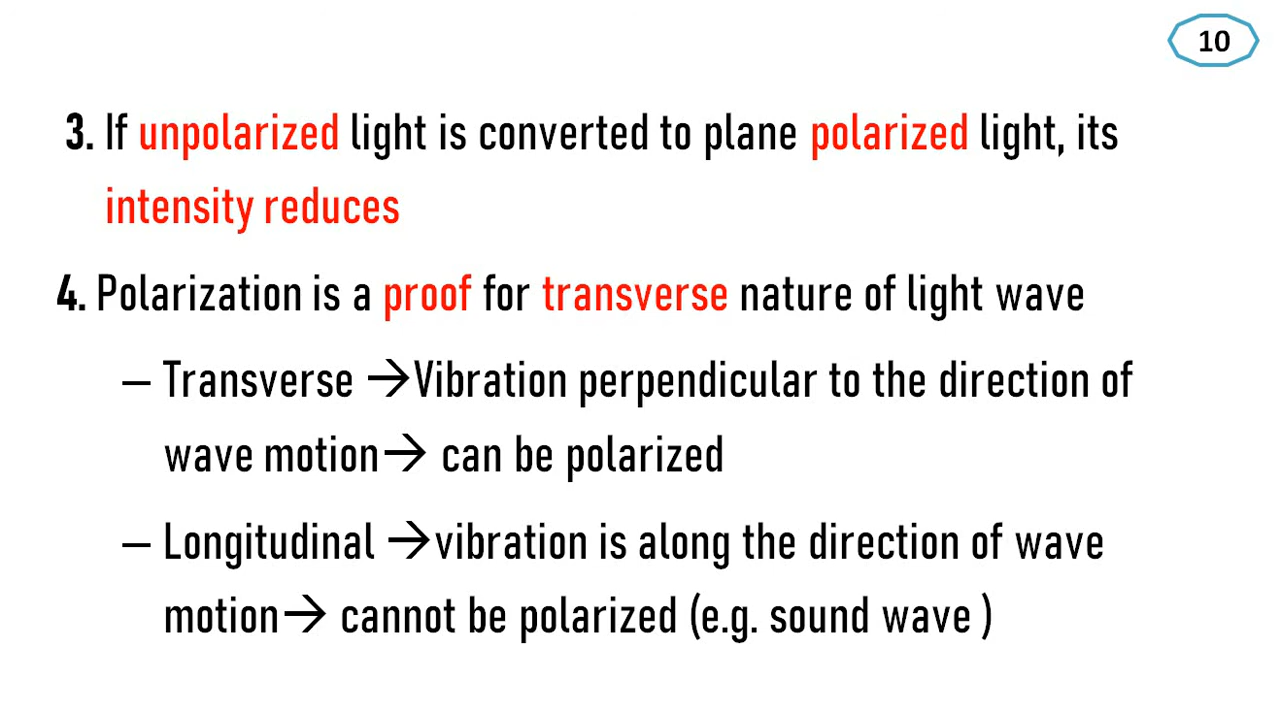 10
3. If unpolarized light is converted to plane polarized light, its
intensity reduces
4. Polarization is a proof for transverse nature of light wave
– Transverse →Vibration perpendicular to the direction of
wave motion→ can be polarized
– Longitudinal →vibration is along the direction of wave
motion→ cannot be polarized (e.g. sound wave )